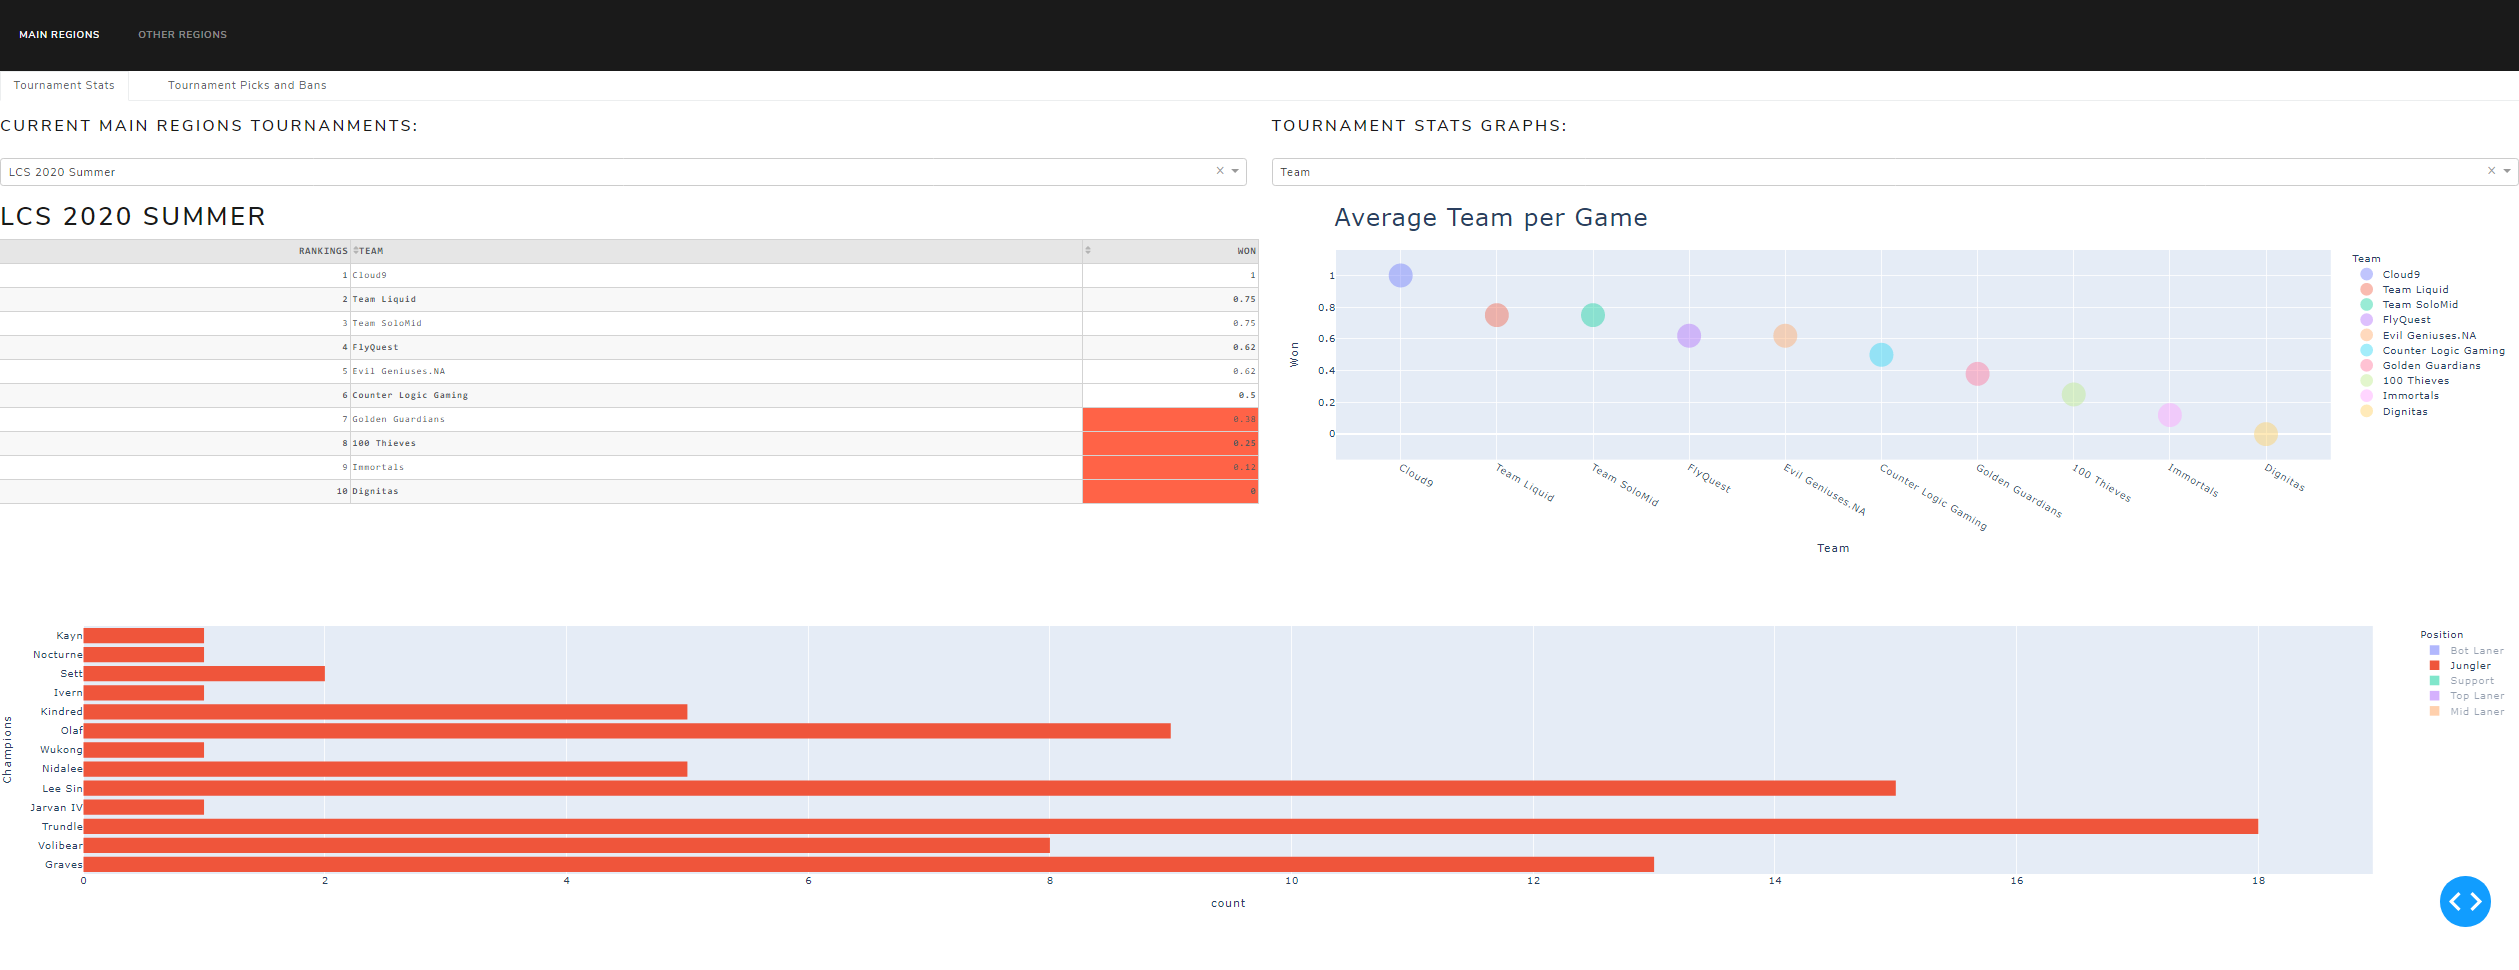 MAIN REGIONS OTHER REGIONS
Tournament Stats Tournament Picks and Bans
CURRENT MAIN REGIONS TOURNANMENTS:
LCS 2020 Summer
LCS 2020 SUMMER
RANKINGS TEAM WON
1 Cloud9 1
2 Team Liquid 0.75
3 Team SoloMid 0.75
4 FlyQuest 0.62
5 Evil Geniuses.NA 0.62
6 Counter Logic Gaming 0.5
7 Golden Guardians 0.38
8 100 Thieves 0.25
9 Immortals 0.12
10 Dignitas 0
TOURNAMENT STATS GRAPHS:
Team
Average Team per Game
Won
1
0.8
0.6
0.4
0.2
0
Cloud9
Team Liquid
Team SoloMid
FlyQuest
Evil Geniuses.NA
Counter Logic Gaming
Golden Guardians
100 Thieves
Immortals
Dignitas
Team
Team
Cloud9
Team Liquid
Team SoloMid
FlyQuest
Evil Geniuses.NA
Counter Logic Gaming
Golden Guardians
100 Thieves
Immortals
Dignitas
Champions
Kayn
Nocturne
Sett
Ivern
Kindred
Olaf
Wukong
Nidalee
Lee Sin
Jarvan IV
Trundle
Volibear
Graves
0 2 4 6 8 10 12 14 16 18
count
Position
Bot Laner
Jungler
Support
Top Laner
Mid Laner